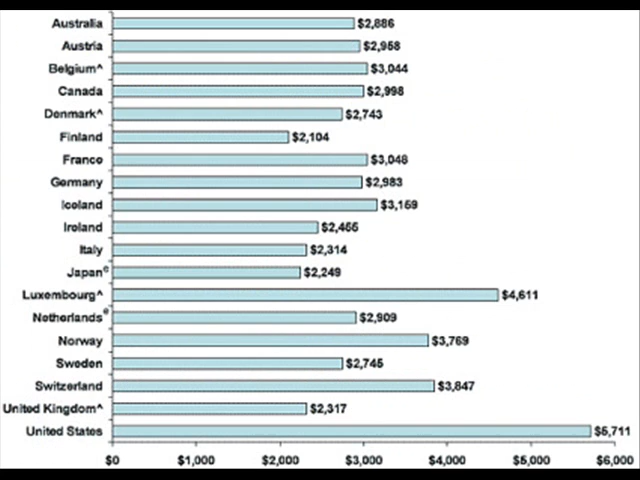 Australia $2,886
Austria $2,958
Belgium^ $3,044
Canada $2,998
Denmark^ $2,743
Finland $2,104
France $3,048
Germany $2,983
Iceland $3,159
Ireland $2,455
Italy $2,314
Japan $2,249
Luxembourg^ $4,611
Netherlands $2,909
Norway $3,769
Sweden $2,745
Switzerland $3,847
United Kingdom^ $2,317
United States $5,711
$0 $1,000 $2,000 $3,000 $4,000 $5,000 $6,000